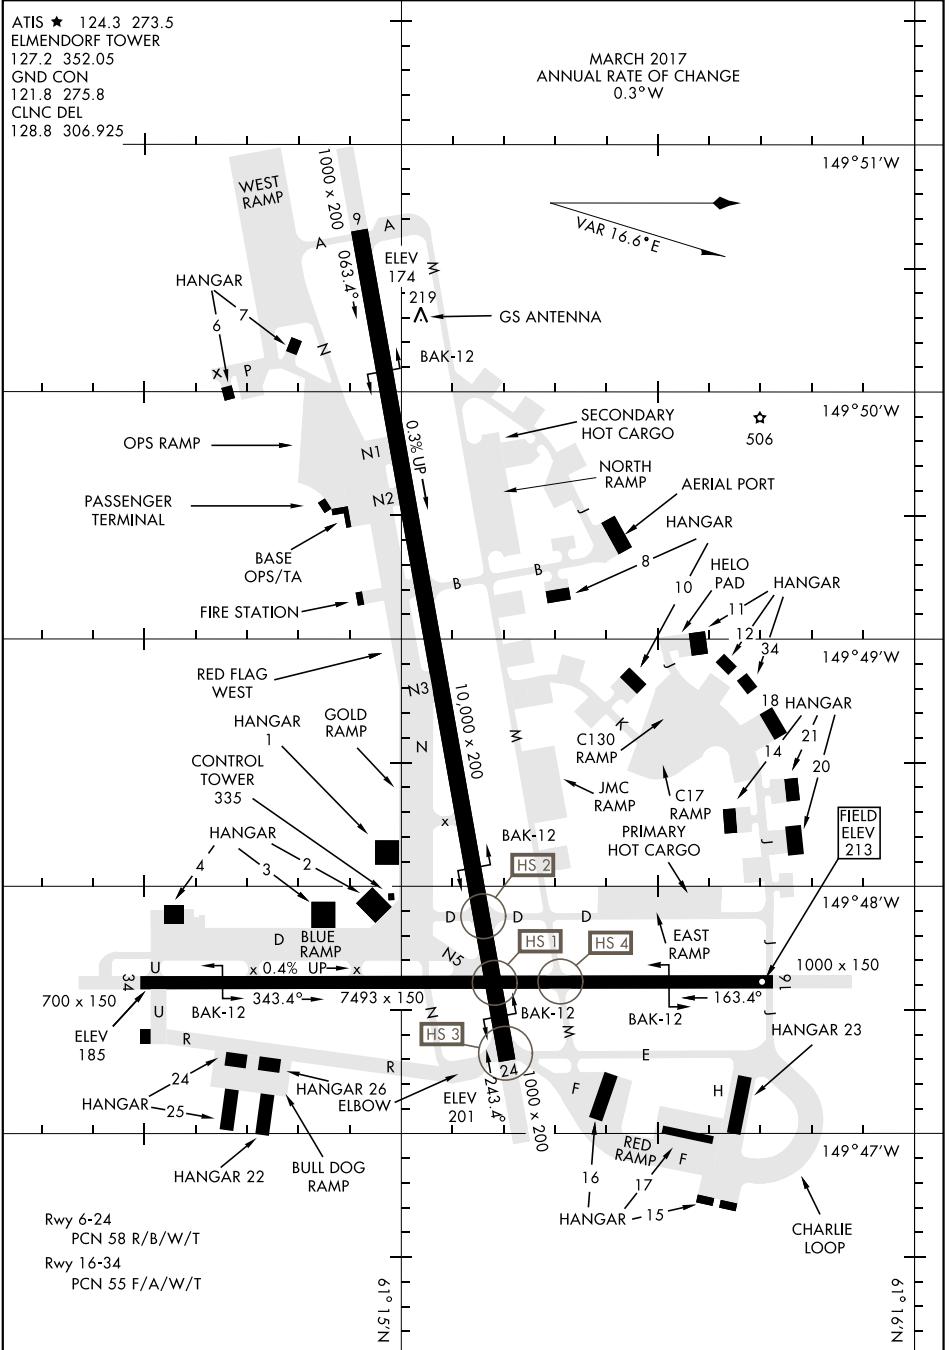 ATIS ★ 124.3 273.5
ELMENDORF TOWER
127.2 352.05
GND CON
121.8 275.8
CLNC DEL
128.8 306.925
MARCH 2017
ANNUAL RATE OF CHANGE
0.3°W
149°51'W
WEST
RAMP
1000 x 200
9
A
A
VAR 16.6°E
063.4°
ELEV
174
M
219
GS ANTENNA
HANGAR
6
7
N
BAK-12
X
P
149°50'W
506
SECONDARY
HOT CARGO
OPS RAMP
N1
0.3% UP
NORTH
RAMP
AERIAL PORT
PASSENGER
TERMINAL
N2
J
HANGAR
8
10
BASE
OPS/TA
B
B
HELO
PAD
HANGAR
11
12
34
FIRE STATION
149°49'W
RED FLAG
WEST
N3
10,000 x 200
J
K
HANGAR
1
GOLD
RAMP
N
M
C130
RAMP
18
HANGAR
14
21
20
CONTROL
TOWER
335
JMC
RAMP
C17
RAMP
x
BAK-12
PRIMARY
HOT CARGO
FIELD
ELEV
213
HANGAR
4
3
2
J
HS 2
149°48'W
D
D
D
D
BLUE
RAMP
N5
HS 1
HS 4
EAST
RAMP
J
U
x 0.4% UP x
34
16
1000 x 150
700 x 150
343.4°
7493 x 150
163.4°
BAK-12
BAK-12
BAK-12
U
N
M
J
ELEV
185
R
HS 3
HANGAR 23
R
E
24
HANGAR 26
ELBOW
243.4°
1000 x 200
ELEV
201
HANGAR
24
25
F
H
HANGAR 22
BULL DOG
RAMP
RED
RAMP
F
149°47'W
16
17
HANGAR
15
CHARLIE
LOOP
Rwy 6-24
PCN 58 R/B/W/T
Rwy 16-34
PCN 55 F/A/W/T
61°15'N
61°16'N